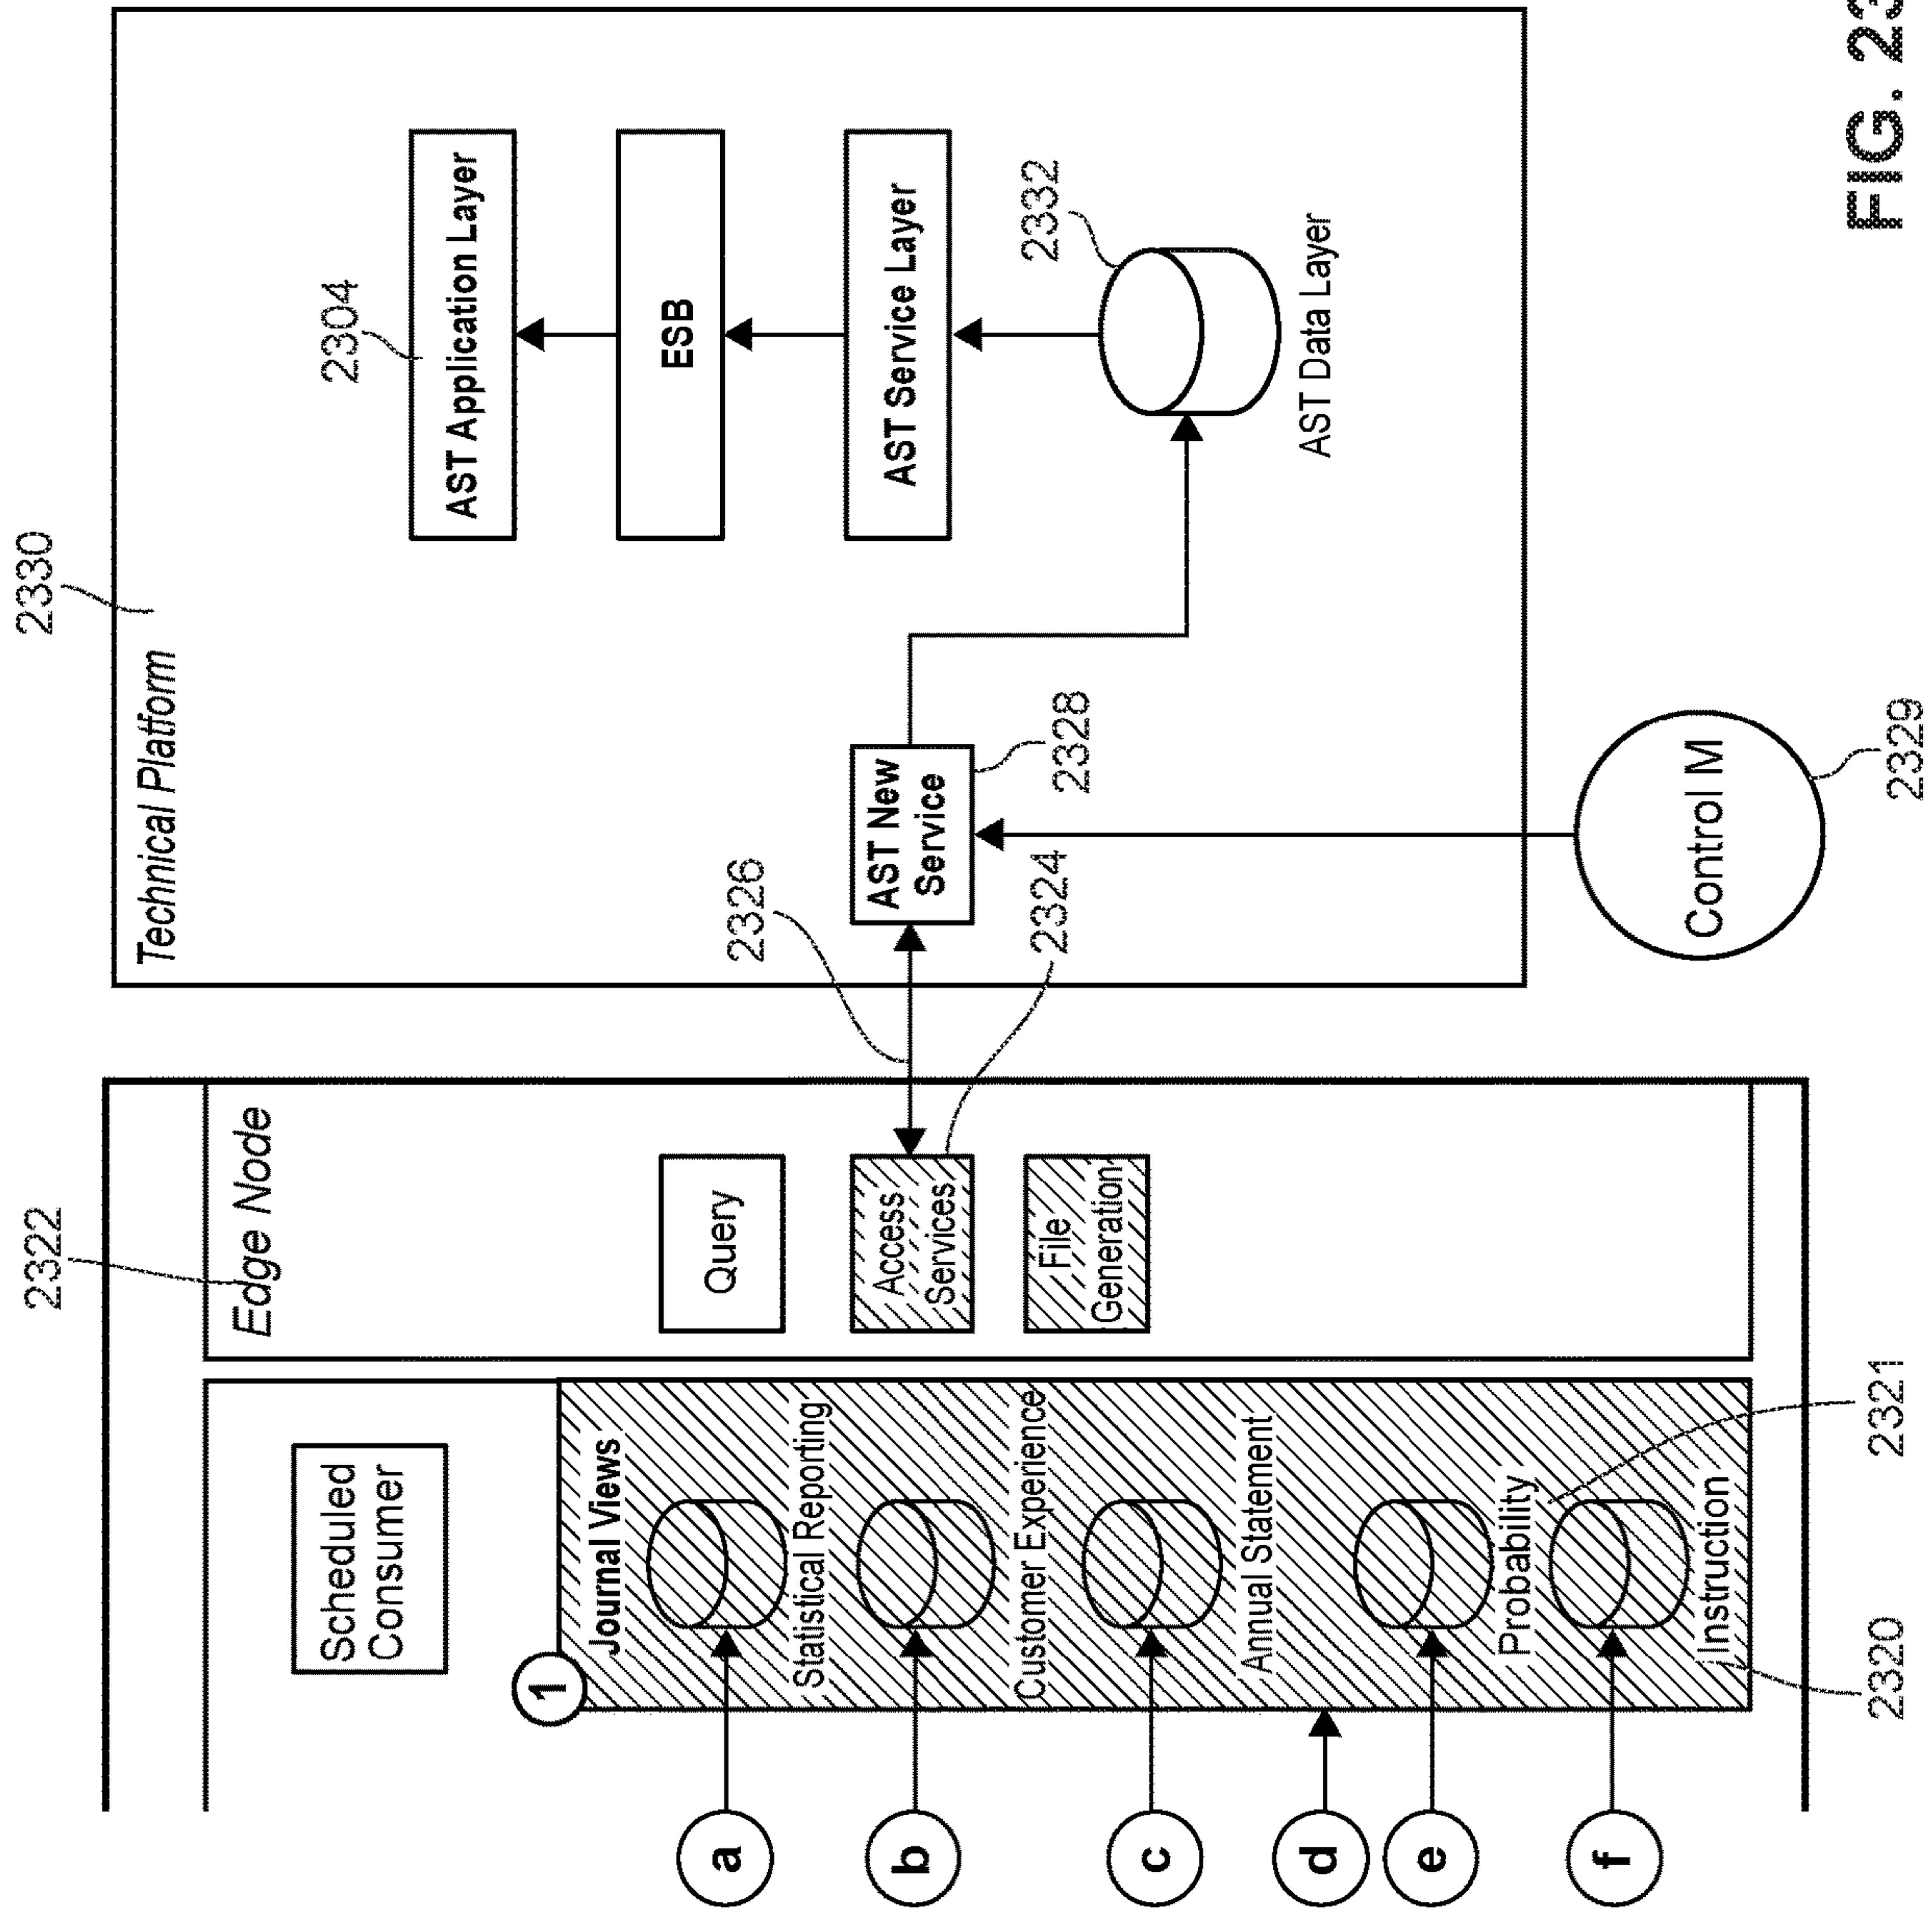 2322
Edge Node
Scheduled
Consumer
1
Journal Views
Query
a
Statistical Reporting
Access
Services
b
Customer Experience
File
Generation
c
Annual Statement
d
e
Probability
f
Instruction
2320
2321
2326
2324
2330
Technical Platform
2304
AST Application Layer
ESB
AST New
Service
2328
AST Service Layer
2332
AST Data Layer
Control M
2329